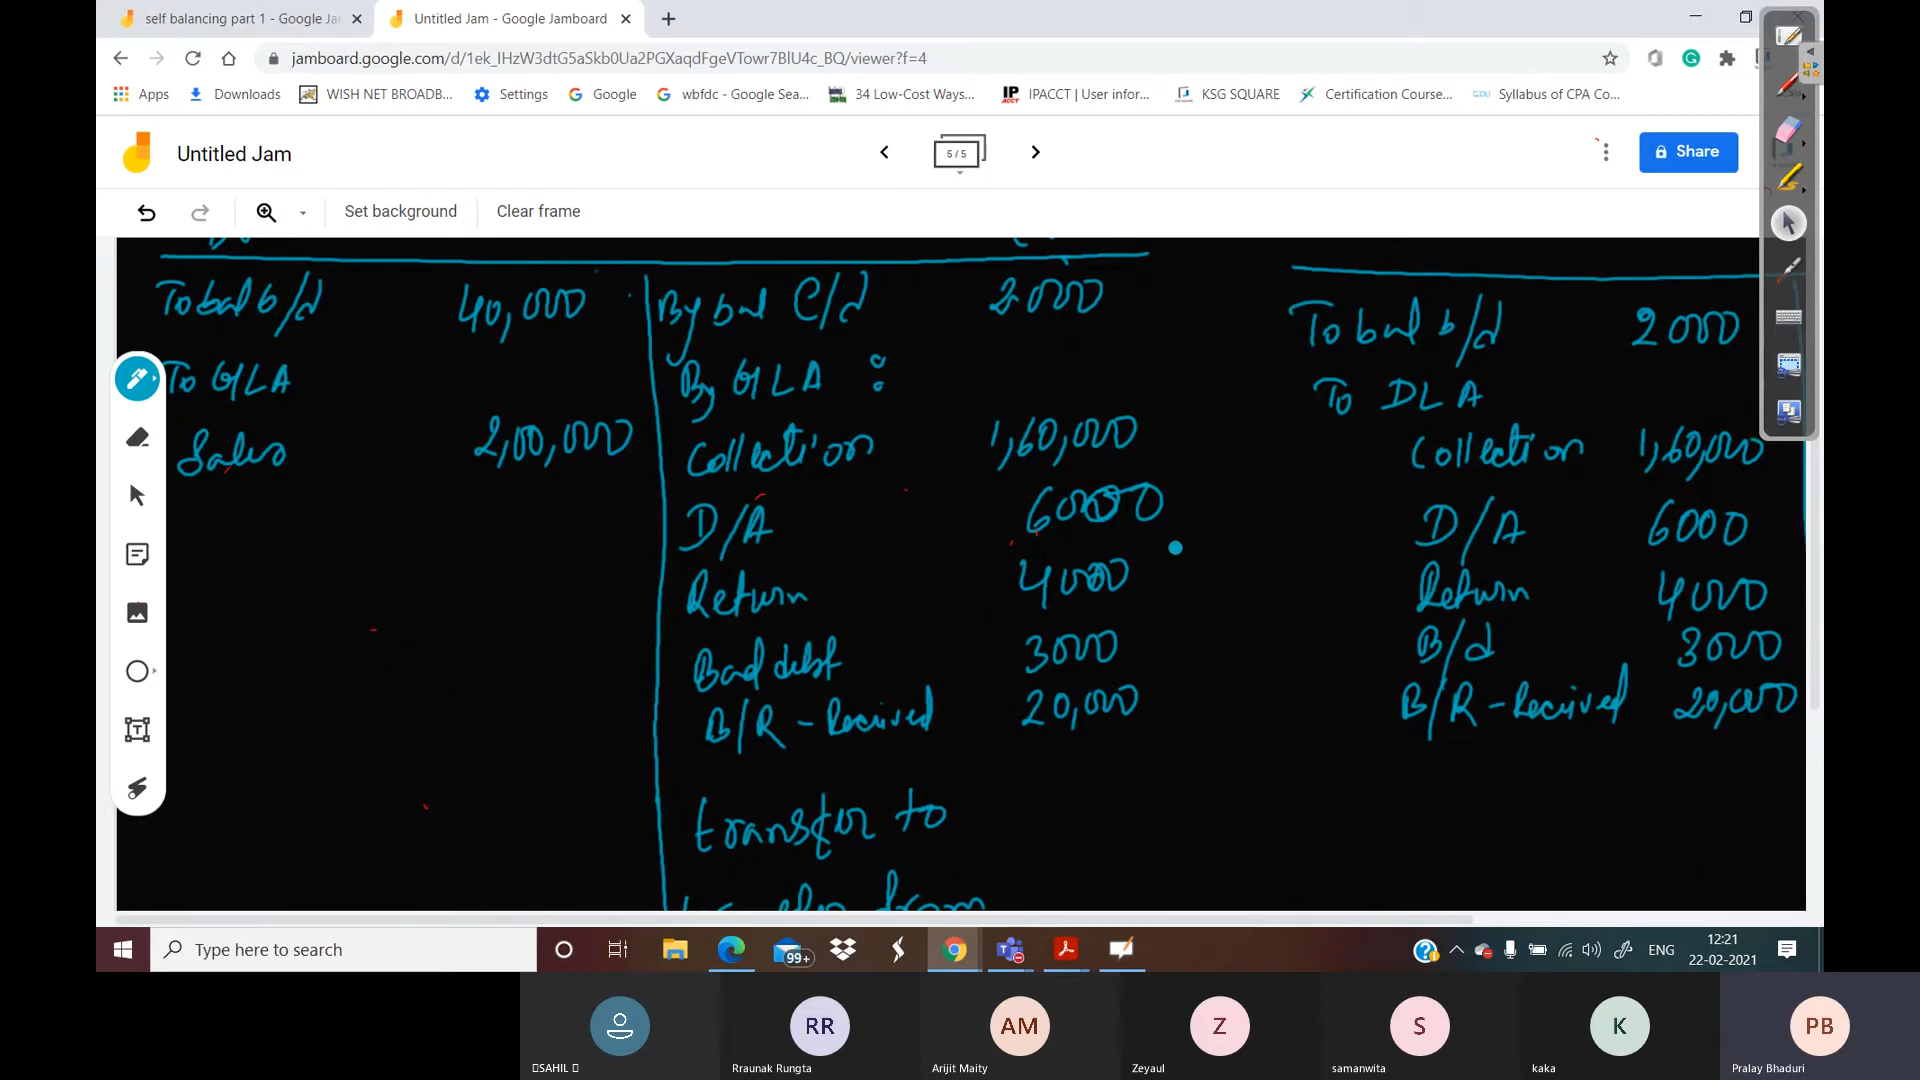 self balancing part 1 - Google Ja
Untitled Jam - Google Jamboard
jamboard.google.com/d/1ek_IHzW3dtG5aSkb0Ua2PGXaqdFgeVTowr7BlU4c_BQ/viewer?f=4
Apps
Downloads
WISH NET BROADB...
Settings
Google
wbfdc - Google Sea...
34 Low-Cost Ways...
IPACCT | User infor...
KSG SQUARE
Certification Course...
Syllabus of CPA Co...
Untitled Jam
5 / 5
Share
Set background
Clear frame
To bal b/d 40,000
By bal C/d 2000
To bal b/d 2000
To GLA
By GLA :
To DLA
Sales 2,00,000
Collection 1,60,000
Collection 1,60,000
D/A
D/A 6000
Return 4000
Return 4000
Bad debt 3000
B/d 3000
B/R - Received 20,000
B/R - Received 20,000
transfer to
from
Type here to search
99+
ENG
12:21
22-02-2021
RR
AM
Z
S
K
PB
SAHIL
Rraunak Rungta
Arijit Maity
Zeyaul
samanwita
kaka
Pralay Bhaduri